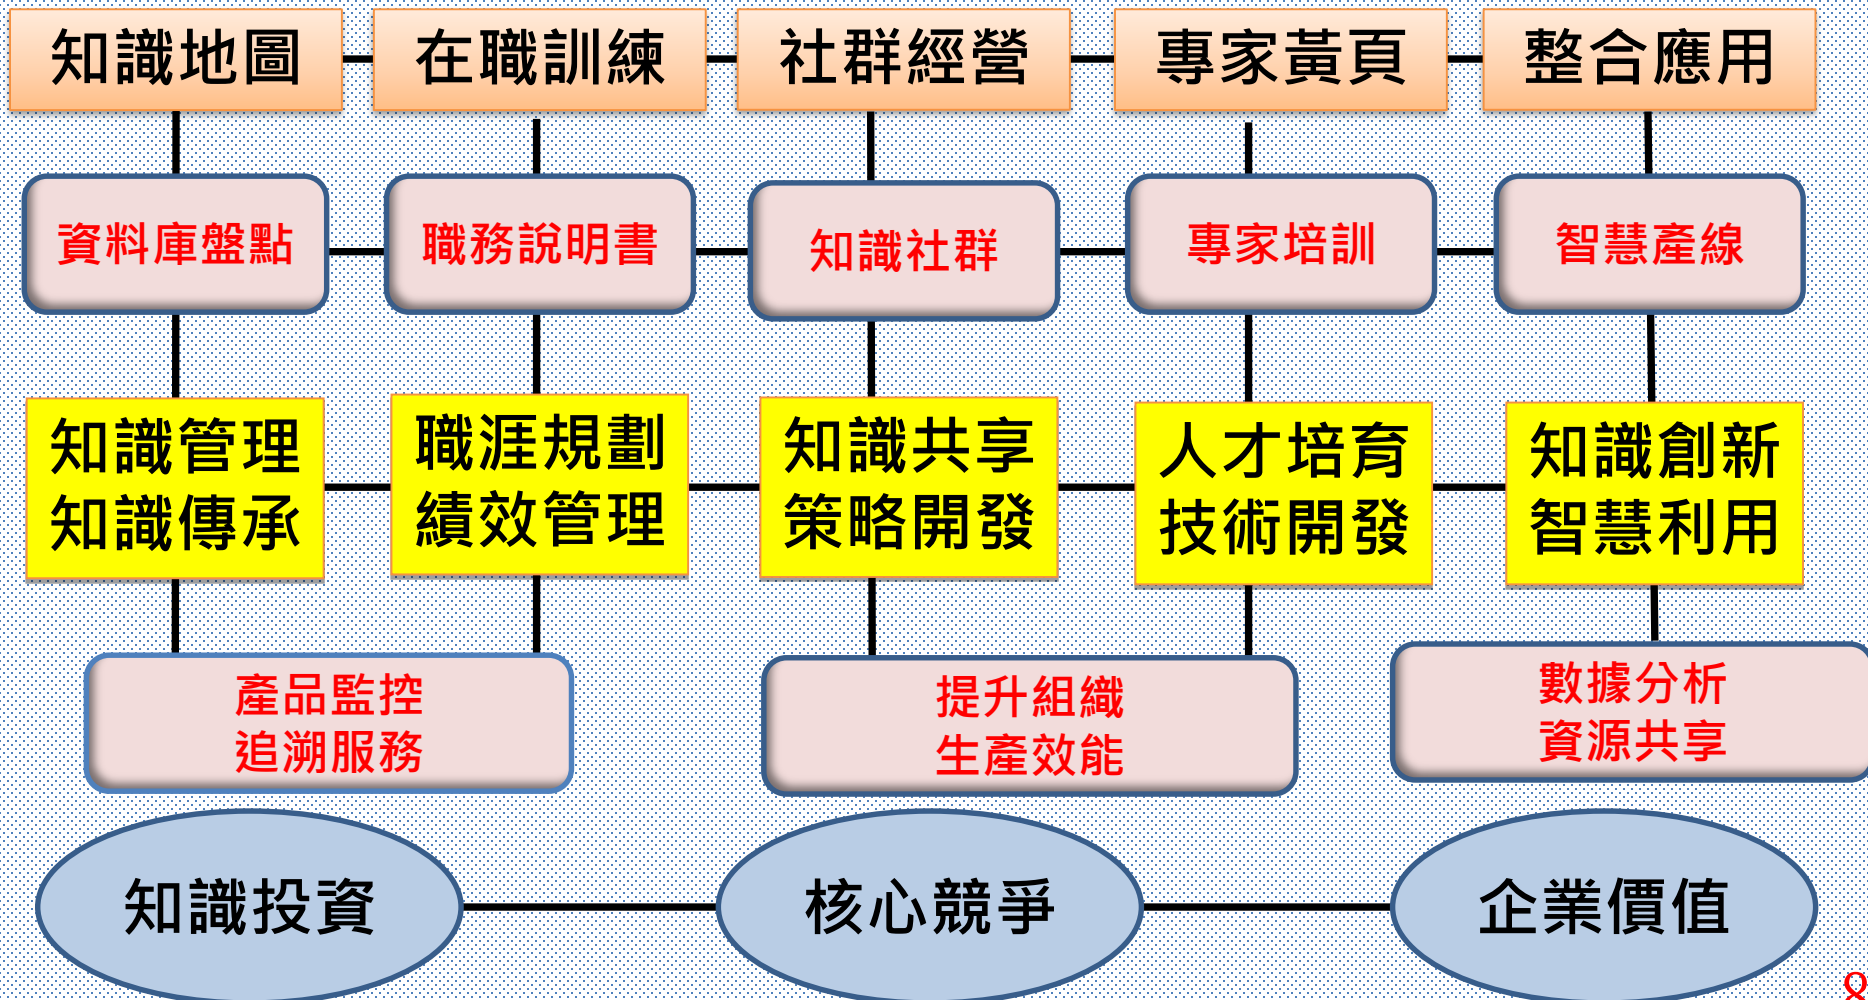 知識地圖
在職訓練
社群經營
專家黃頁
整合應用
資料庫盤點
職務說明書
知識社群
專家培訓
智慧產線
知識管理
知識傳承
職涯規劃
績效管理
知識共享
策略開發
人才培育
技術開發
知識創新
智慧利用
產品監控
追溯服務
提升組織
生產效能
數據分析
資源共享
知識投資
核心競爭
企業價值
8